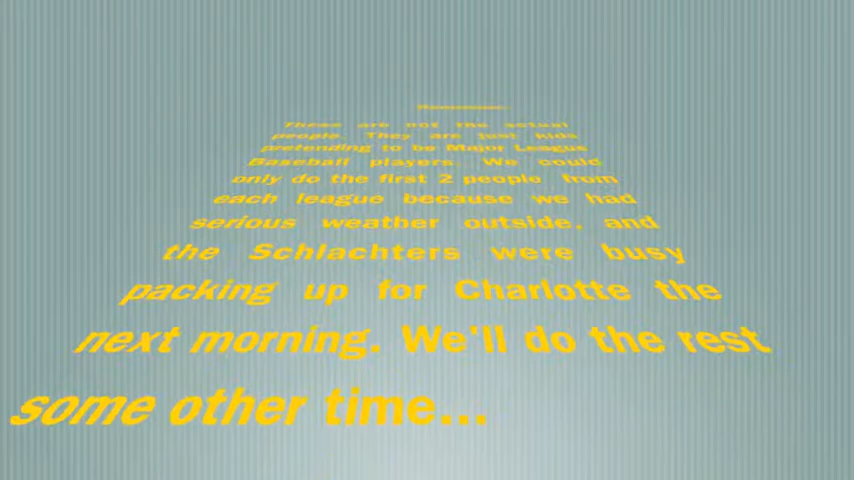 These are not the actual
people. They are just kids
pretending to be Major League
Baseball players. We could
only do the first 2 people from
each league because we had
serious weather outside, and
the Schlachters were busy
packing up for Charlotte the
next morning. We'll do the rest
some other time...